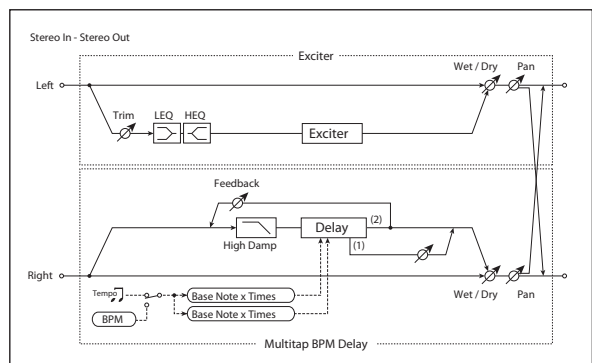 Stereo In - Stereo Out
Exciter
Wet / Dry
Pan
Left
Trim
LEQ
HEQ
Exciter
Feedback
High Damp
Delay
(2)
(1)
Right
Wet / Dry
Pan
Tempo
BPM
Base Note x Times
Base Note x Times
Multitap BPM Delay